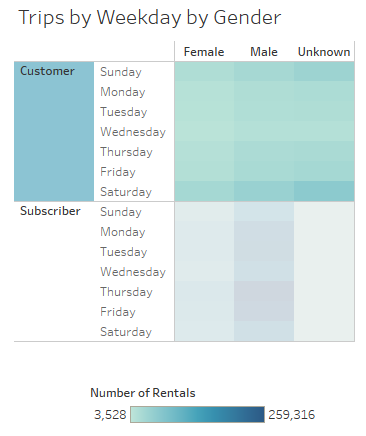 Trips by Weekday by Gender
Female Male Unknown
Customer Sunday
Monday
Tuesday
Wednesday
Thursday
Friday
Saturday
Subscriber Sunday
Monday
Tuesday
Wednesday
Thursday
Friday
Saturday
Number of Rentals
3,528 259,316